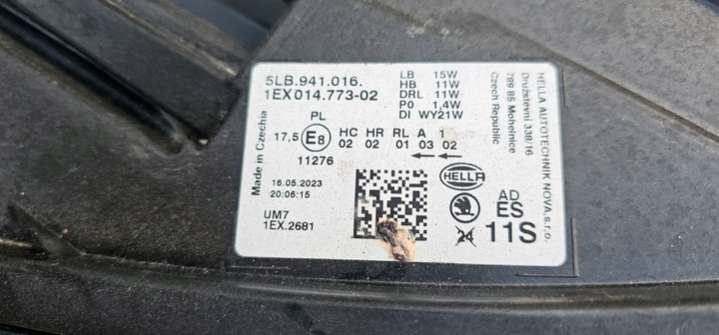 5LB.941.016.
1EX014.773-02
LB 15W
HB 11W
DRL 11W
P0 1,4W
DI WY21W
HELLA AUTOTECHNIK NOVA,s.r.o.
Družstevní 338/16
789 85 Mohelnice
Czech Republic
PL
17,5 E8 HC HR RL A 1
02 02 01 03 02
11276
Made in Czechia
16.05.2023
20:06:15
UM7
1EX.2681
HELLA
AD
ES
24 11S